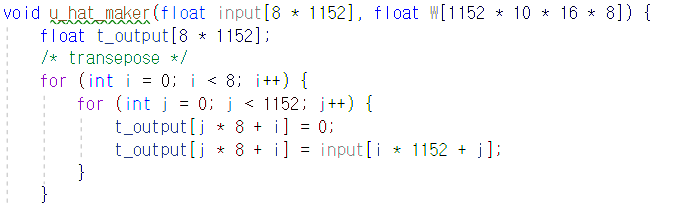 void u_hat_maker(float input[8 * 1152], float W[1152 * 10 * 16 * 8]) {
    float t_output[8 * 1152];
    /* transepose */
    for (int i = 0; i < 8; i++) {
        for (int j = 0; j < 1152; j++) {
            t_output[j * 8 + i] = 0;
            t_output[j * 8 + i] = input[i * 1152 + j];
        }
    }